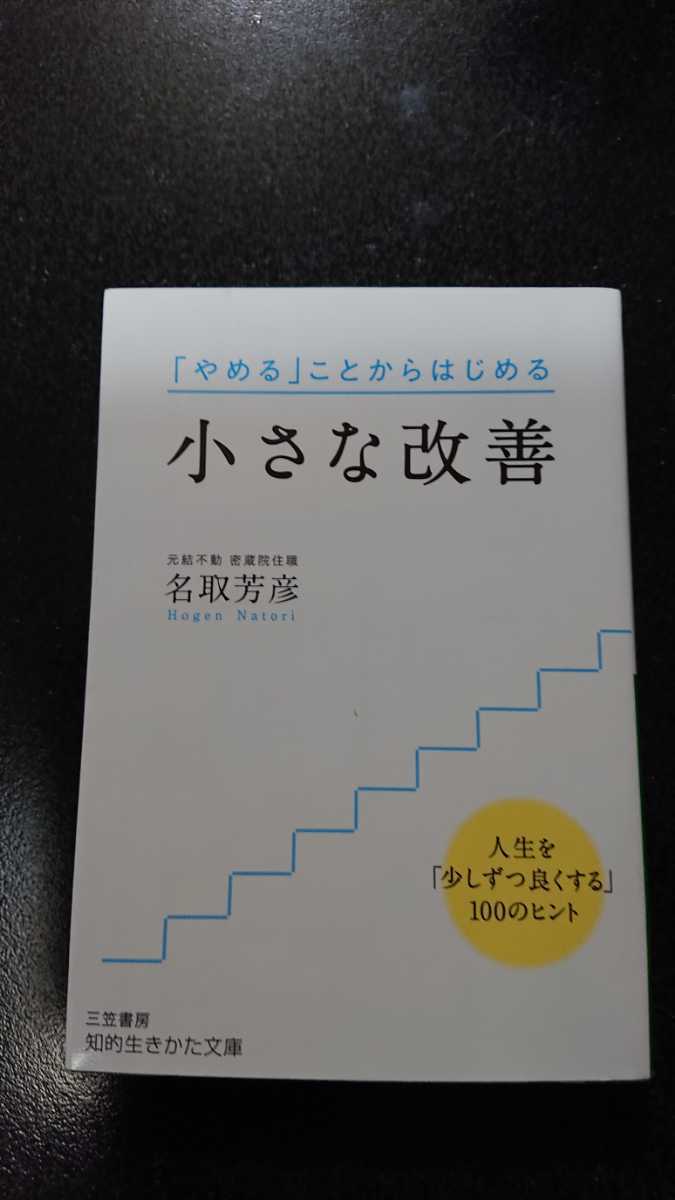 「やめる」ことからはじめる
小さな改善
元結不動 密蔵院住職
名取芳彦
Hogen Natori
人生を
「少しずつ良くする」
100のヒント
三笠書房
知的生きかた文庫